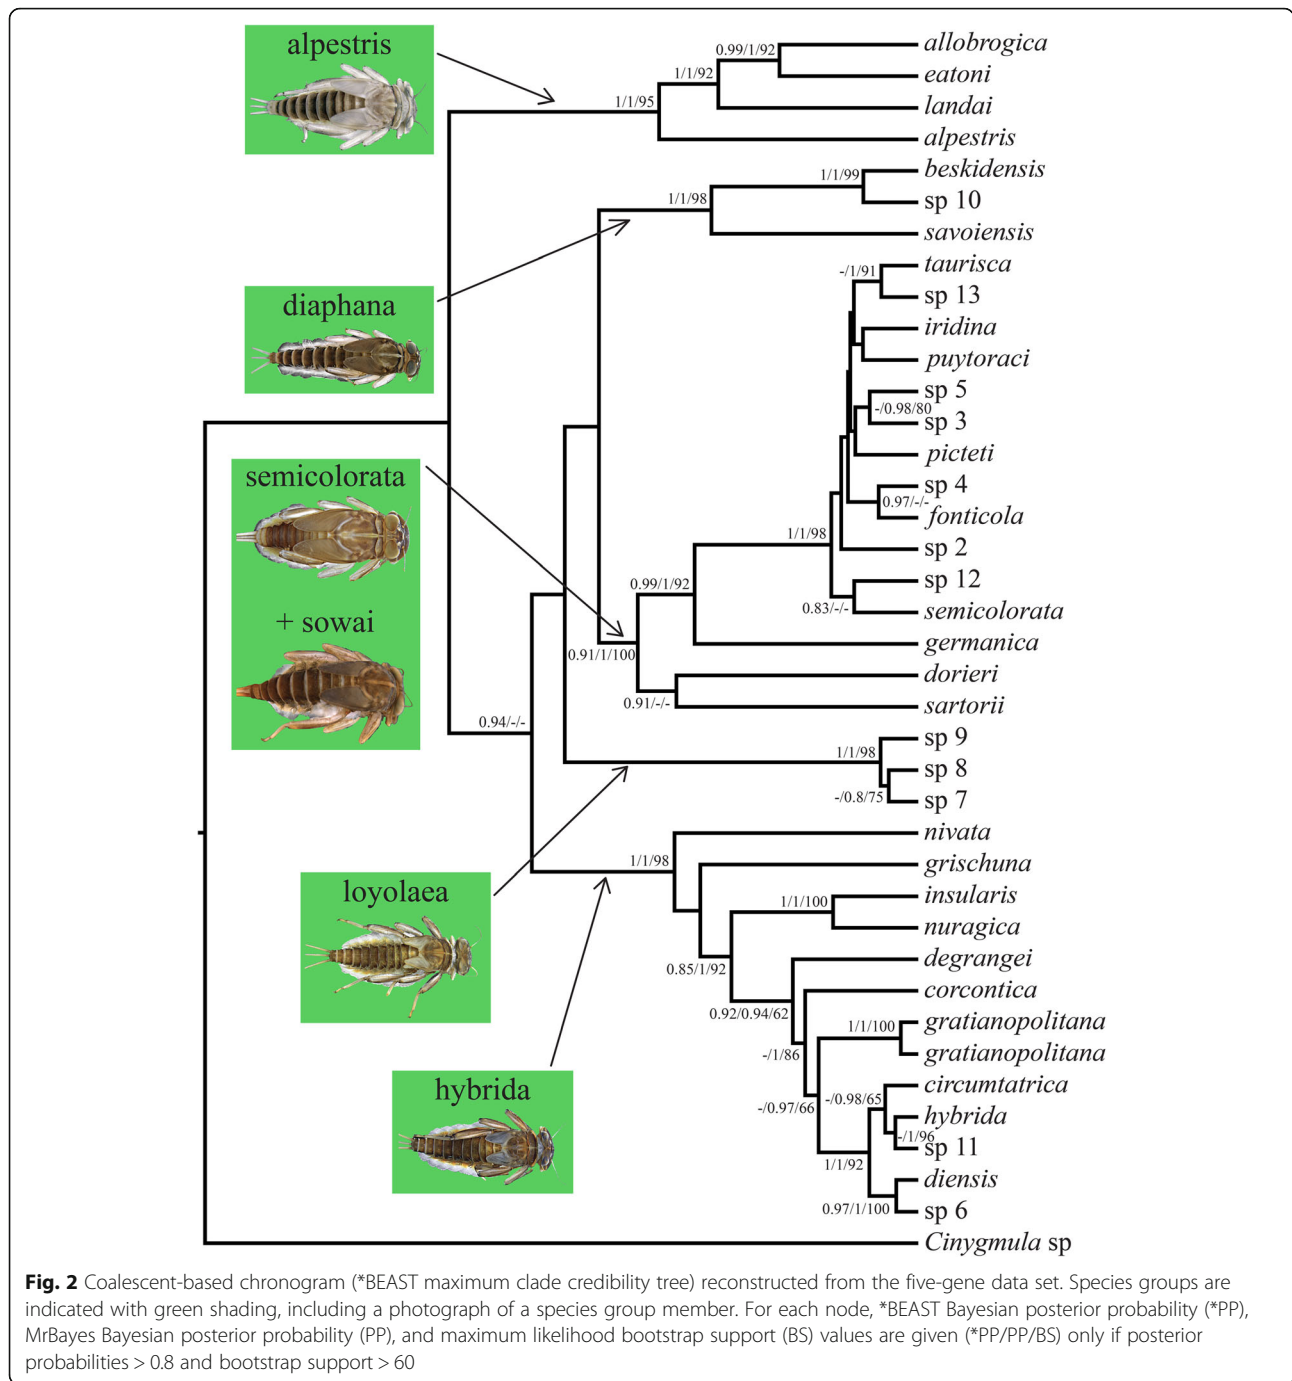 alpestris
diaphana
semicolorata
+ sowai
loyolaea
hybrida
0.99/1/92
1/1/92
1/1/95
1/1/99
1/1/98
-/1/91
-/0.98/80
0.97/-/-
1/1/98
0.99/1/92
0.83/-/-
0.91/1/100
0.91/-/-
0.94/-/-
1/1/98
-/0.8/75
1/1/98
1/1/100
0.85/1/92
0.92/0.94/62
1/1/100
-/1/86
-/0.98/65
-/0.97/66
-/1/96
1/1/92
0.97/1/100
allobrogica
eatoni
landai
alpestris
beskidensis
sp 10
savoiensis
taurisca
sp 13
iridina
puytoraci
sp 5
sp 3
picteti
sp 4
fonticola
sp 2
sp 12
semicolorata
germanica
dorieri
sartorii
sp 9
sp 8
sp 7
nivata
grischuna
insularis
nuragica
degrangei
corcontica
gratianopolitana
gratianopolitana
circumtatrica
hybrida
sp 11
diensis
sp 6
Cinygmula sp
Fig. 2 Coalescent-based chronogram (*BEAST maximum clade credibility tree) reconstructed from the five-gene data set. Species groups are
indicated with green shading, including a photograph of a species group member. For each node, *BEAST Bayesian posterior probability (*PP),
MrBayes Bayesian posterior probability (PP), and maximum likelihood bootstrap support (BS) values are given (*PP/PP/BS) only if posterior
probabilities > 0.8 and bootstrap support > 60